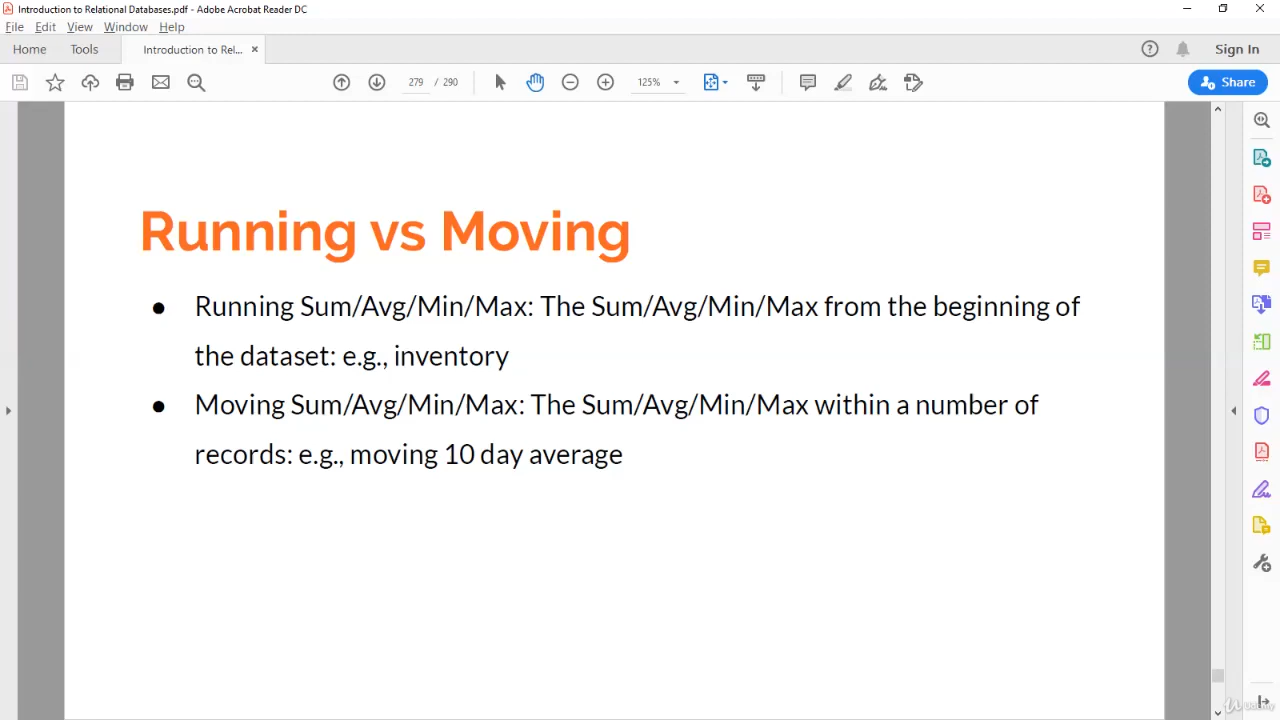 Introduction to Relational Databases.pdf - Adobe Acrobat Reader DC
File Edit View Window Help
Home Tools Introduction to Rel... × Sign In
279 / 290 125% Share
Running vs Moving
● Running Sum/Avg/Min/Max: The Sum/Avg/Min/Max from the beginning of
the dataset: e.g., inventory
● Moving Sum/Avg/Min/Max: The Sum/Avg/Min/Max within a number of
records: e.g., moving 10 day average
Udemy